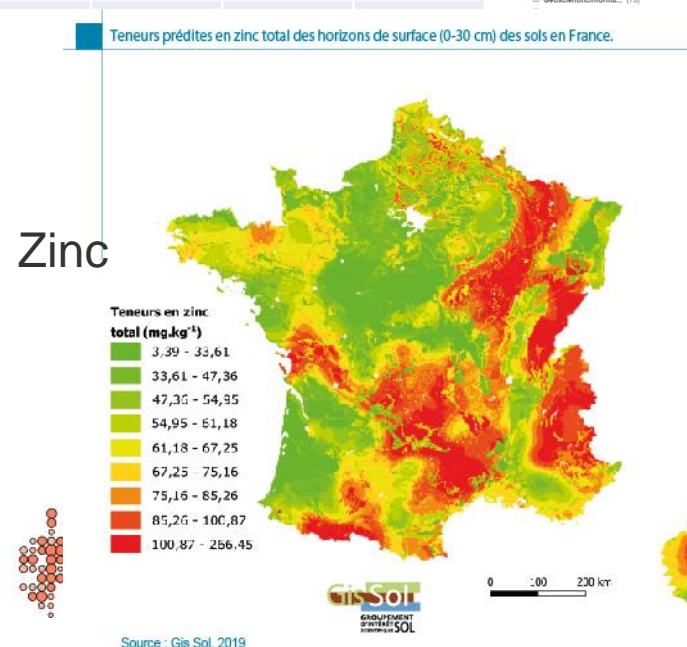 Teneurs prédites en zinc total des horizons de surface (0-30 cm) des sols en France.
Zinc
Teneurs en zinc
total (mg.kg⁻¹)
3,39 - 33,61
33,61 - 47,36
47,36 - 54,95
54,95 - 61,18
61,18 - 67,25
67,25 - 75,16
75,16 - 85,26
85,26 - 100,87
100,87 - 266,45
Gis Sol
GROUPEMENT
D'INTÉRÊT
SCIENTIFIQUE SOL
0 100 200 km
Source : Gis Sol, 2019